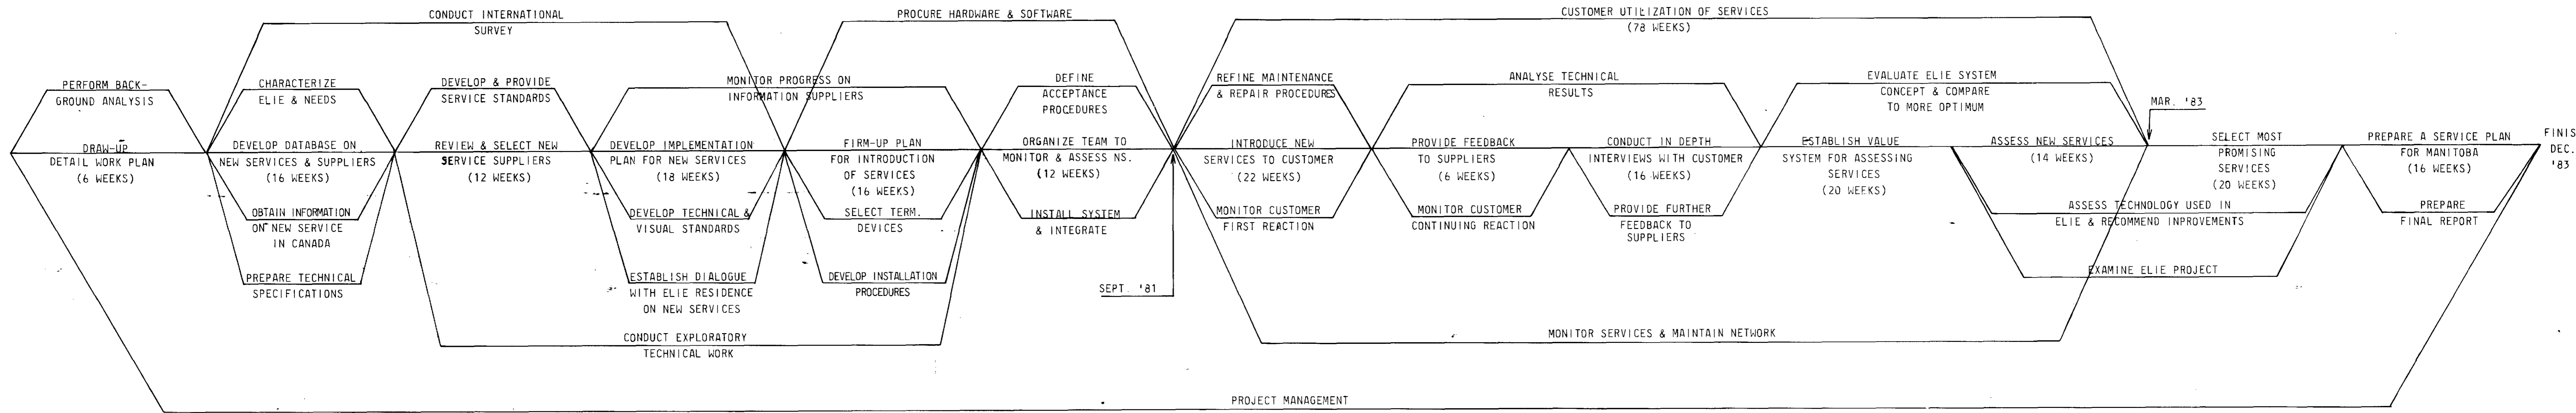 CONDUCT INTERNATIONAL
SURVEY
PROCURE HARDWARE & SOFTWARE
CUSTOMER UTILIZATION OF SERVICES
(78 WEEKS)
PERFORM BACK-
GROUND ANALYSIS
CHARACTERIZE
ELIE & NEEDS
DEVELOP & PROVIDE
SERVICE STANDARDS
MONITOR PROGRESS ON
INFORMATION SUPPLIERS
DEFINE
ACCEPTANCE
PROCEDURES
REFINE MAINTENANCE
& REPAIR PROCEDURES
ANALYSE TECHNICAL
RESULTS
EVALUATE ELIE SYSTEM
CONCEPT & COMPARE
TO MORE OPTIMUM
MAR. '83
DRAW-UP
DETAIL WORK PLAN
(6 WEEKS)
DEVELOP DATABASE ON
NEW SERVICES & SUPPLIERS
(16 WEEKS)
REVIEW & SELECT NEW
SERVICE SUPPLIERS
(12 WEEKS)
DEVELOP IMPLEMENTATION
PLAN FOR NEW SERVICES
(18 WEEKS)
FIRM-UP PLAN
FOR INTRODUCTION
OF SERVICES
(16 WEEKS)
ORGANIZE TEAM TO
MONITOR & ASSESS NS.
(12 WEEKS)
INTRODUCE NEW
SERVICES TO CUSTOMER
(22 WEEKS)
PROVIDE FEEDBACK
TO SUPPLIERS
(6 WEEKS)
CONDUCT IN DEPTH
INTERVIEWS WITH CUSTOMER
(16 WEEKS)
ESTABLISH VALUE
SYSTEM FOR ASSESSING
SERVICES
(20 WEEKS)
ASSESS NEW SERVICES
(14 WEEKS)
SELECT MOST
PROMISING
SERVICES
(20 WEEKS)
PREPARE A SERVICE PLAN
FOR MANITOBA
(16 WEEKS)
FINIS
DEC.
'83
OBTAIN INFORMATION
ON NEW SERVICE
IN CANADA
DEVELOP TECHNICAL &
VISUAL STANDARDS
SELECT TERM.
DEVICES
INSTALL SYSTEM
& INTEGRATE
MONITOR CUSTOMER
FIRST REACTION
MONITOR CUSTOMER
CONTINUING REACTION
PROVIDE FURTHER
FEEDBACK TO
SUPPLIERS
ASSESS TECHNOLOGY USED IN
ELIE & RECOMMEND INPROVEMENTS
PREPARE
FINAL REPORT
PREPARE TECHNICAL
SPECIFICATIONS
ESTABLISH DIALOGUE
WITH ELIE RESIDENCE
ON NEW SERVICES
DEVELOP INSTALLATION
PROCEDURES
SEPT. '81
EXAMINE ELIE PROJECT
CONDUCT EXPLORATORY
TECHNICAL WORK
MONITOR SERVICES & MAINTAIN NETWORK
PROJECT MANAGEMENT